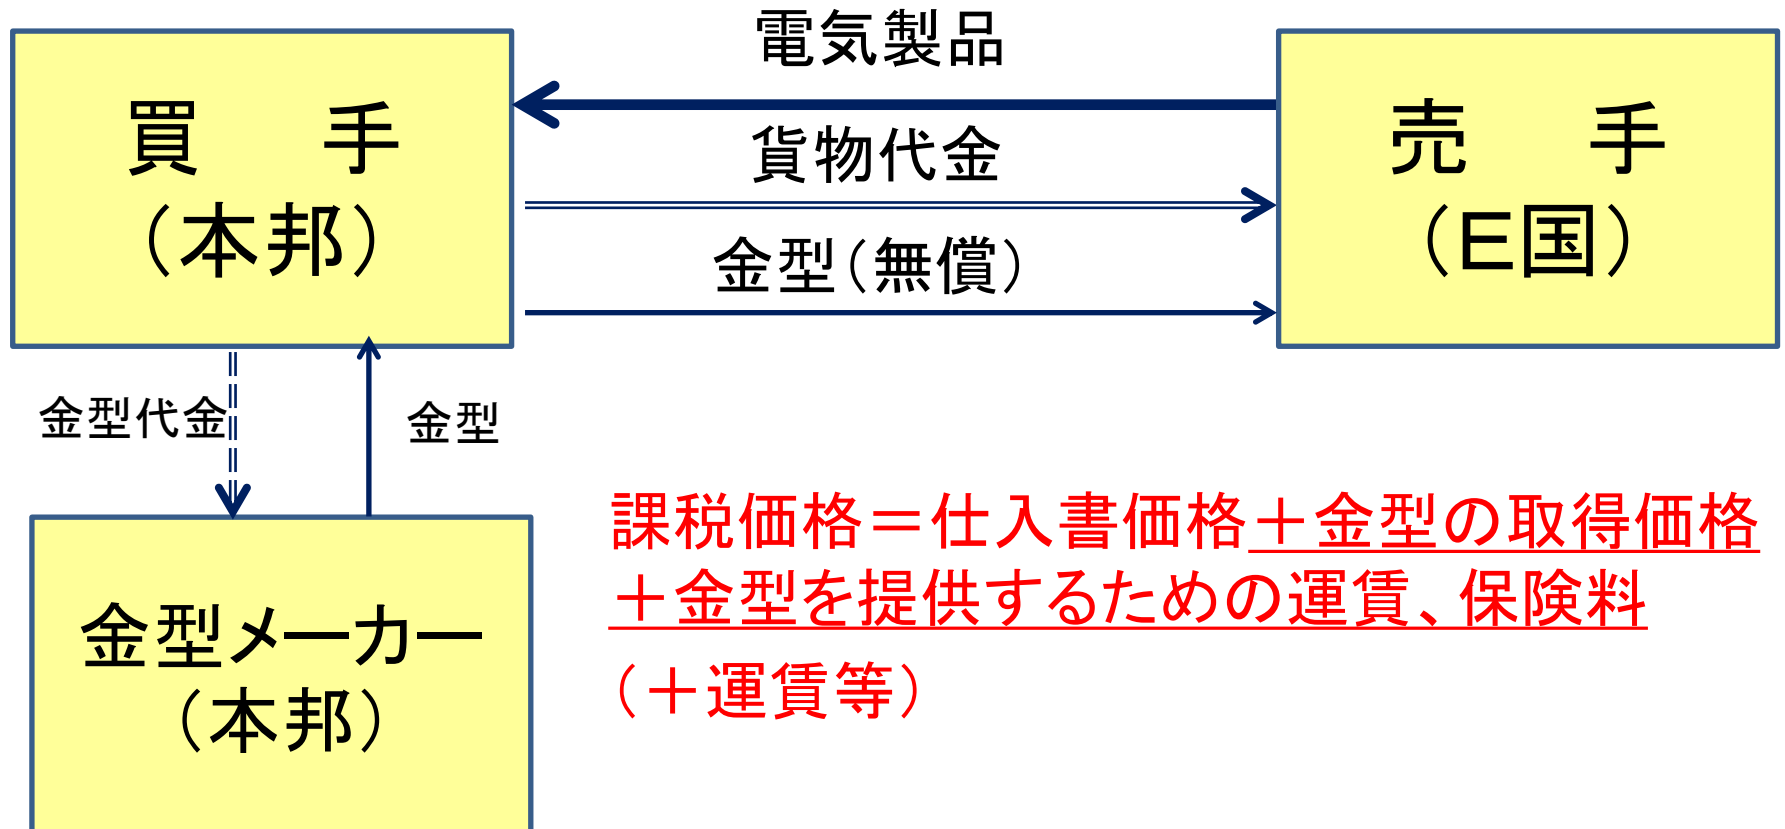 電気製品
買　手
（本邦）
貨物代金
売　手
（E国）
金型（無償）
金型代金
金型
課税価格＝仕入書価格＋金型の取得価格
＋金型を提供するための運賃、保険料
（＋運賃等）
金型メーカー
（本邦）